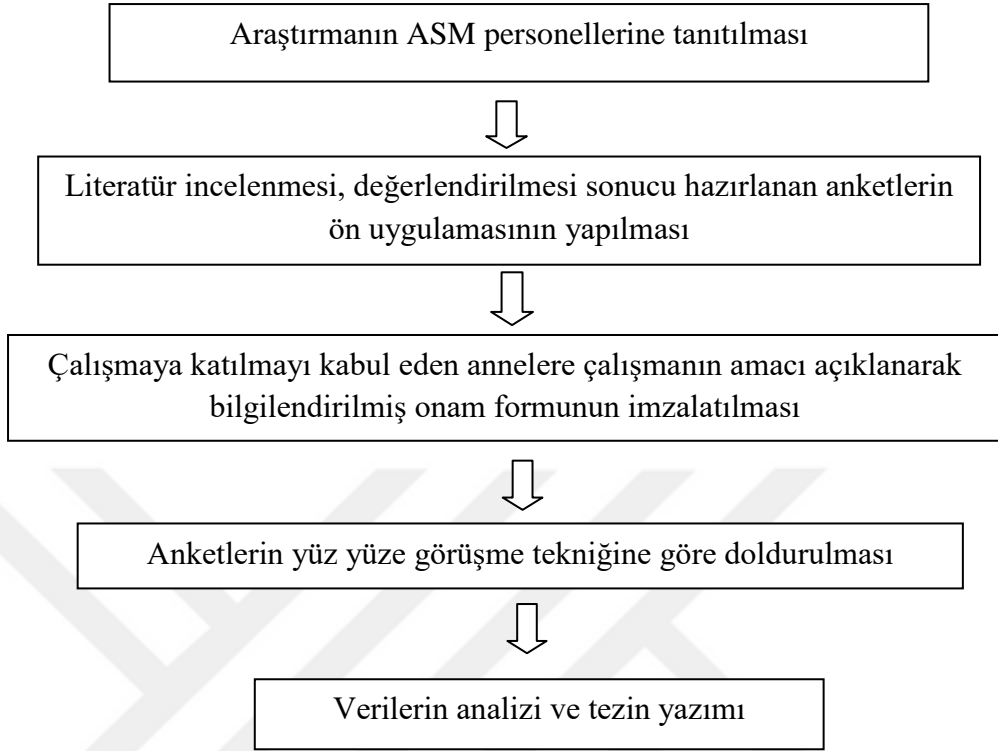 Araştırmanın ASM personellerine tanıtılması
Literatür incelenmesi, değerlendirilmesi sonucu hazırlanan anketlerin
ön uygulamasının yapılması
Çalışmaya katılmayı kabul eden annelere çalışmanın amacı açıklanarak
bilgilendirilmiş onam formunun imzalatılması
Anketlerin yüz yüze görüşme tekniğine göre doldurulması
Verilerin analizi ve tezin yazımı